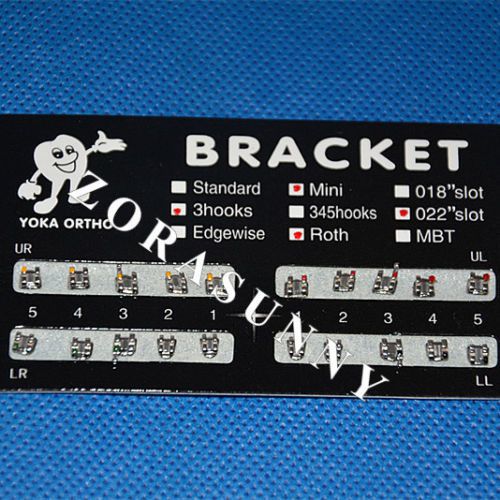 BRACKET
Standard Mini 018"slot
3hooks 345hooks 022"slot
Edgewise Roth MBT
YOKA ORTHO
ZORASUNNY
UR UL
5 4 3 2 1 2 3 4 5
LR LL